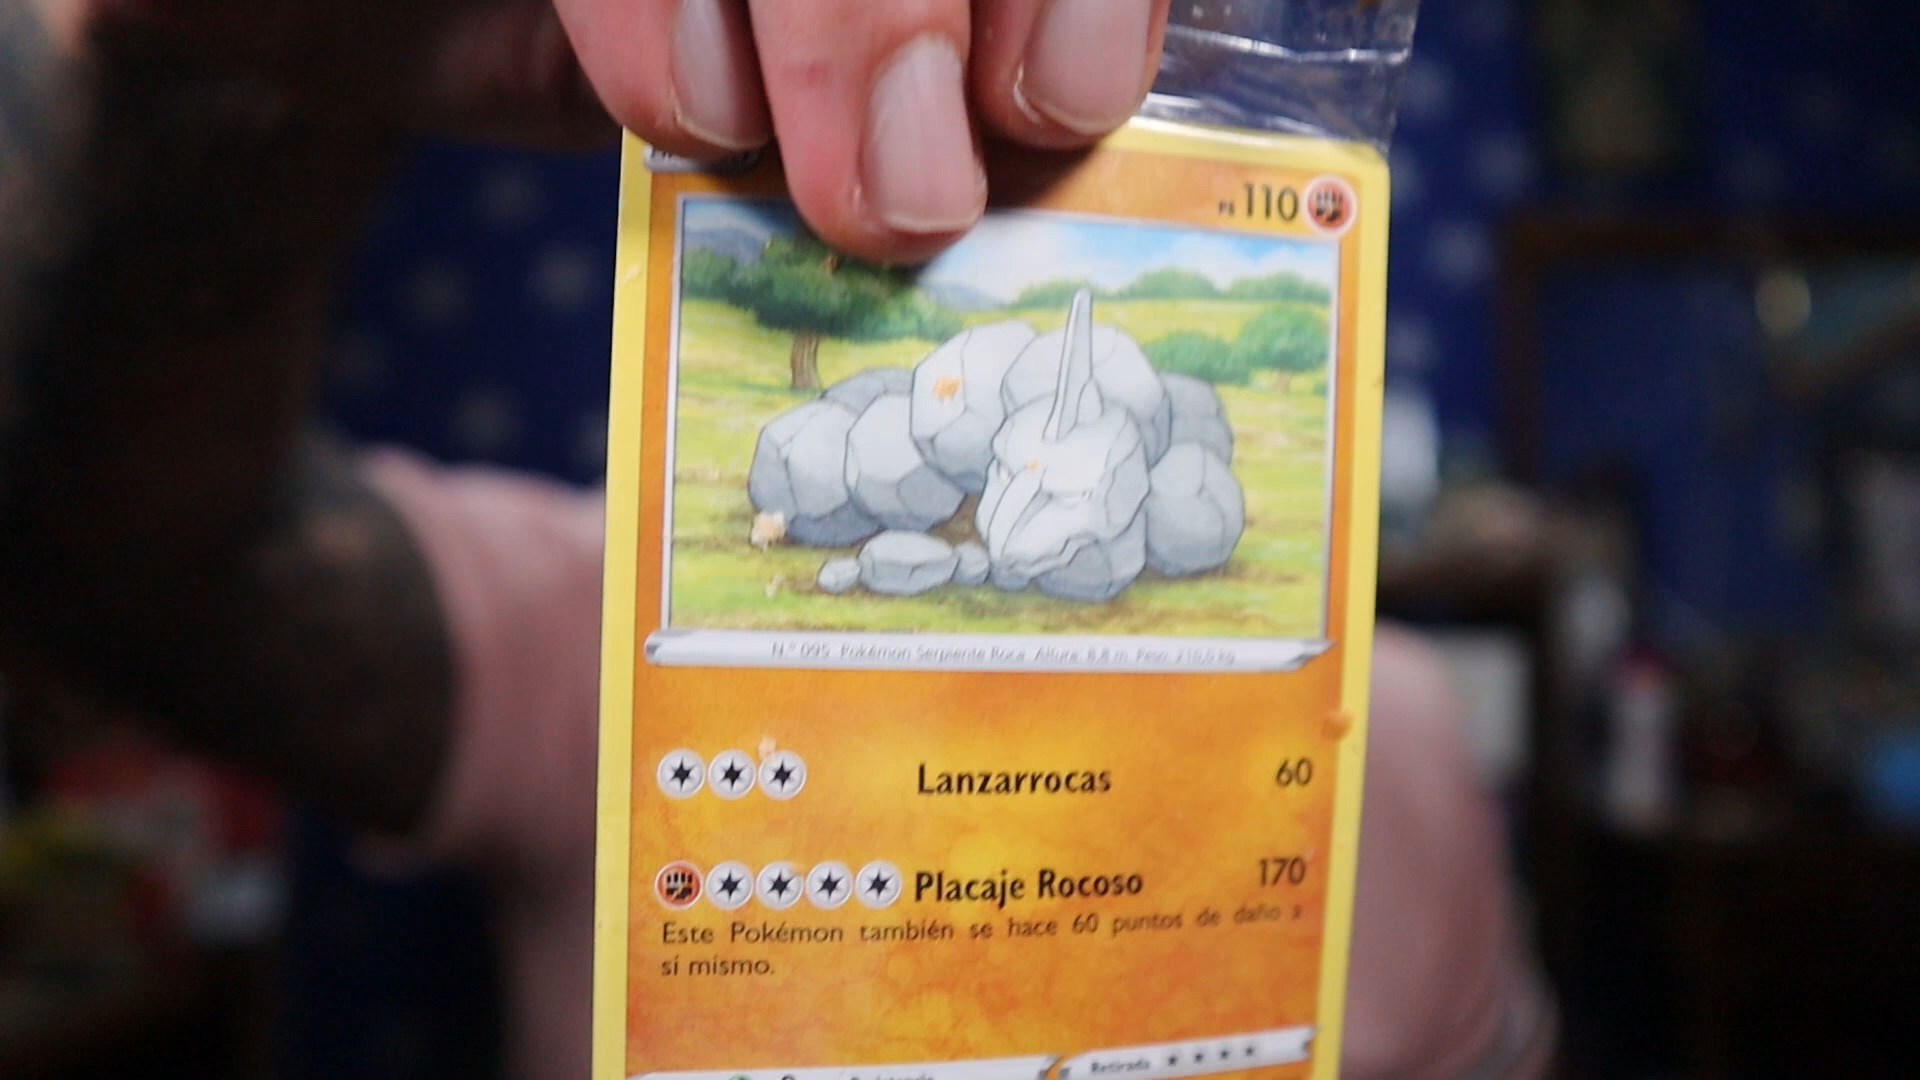 PS 110
N.º 095 Pokémon Serpiente Roca Altura: 8,8 m Peso: 210,0 kg
Lanzarrocas 60
Placaje Rocoso 170
Este Pokémon también se hace 60 puntos de daño a
sí mismo.
Retirada